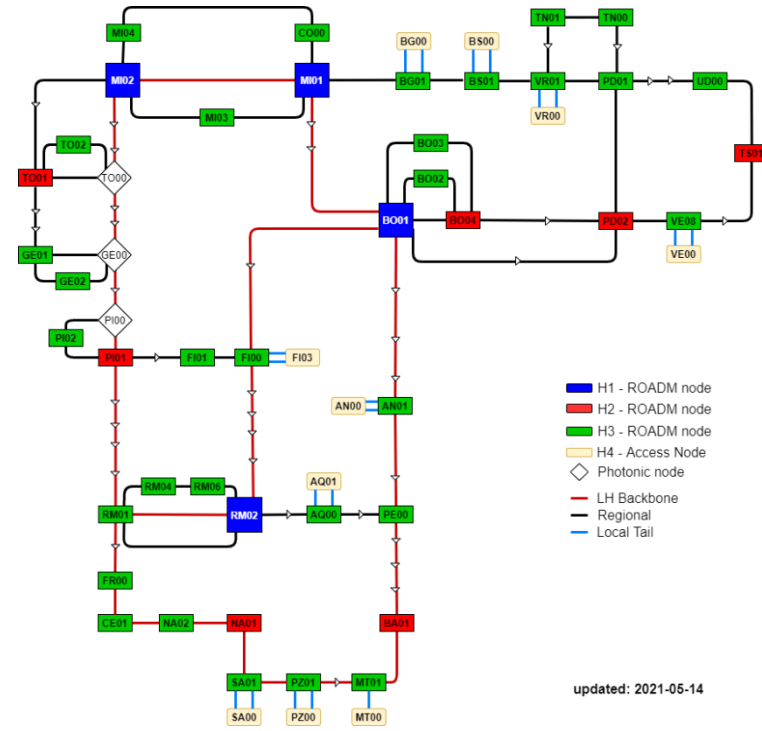 TN01 TN00
MI04 CO00
BG00 BS00
MI02 MI01 BG01 BS01 VR01 PD01 UD00
MI03 VR00
TO02 BO03
TS01
TO01 TO00 BO02
BO01 BO04 PD02 VE08
GE01 GE00 VE00
GE02
PI00
PI02
PI01 FI01 FI00 FI03
H1 - ROADM node
H2 - ROADM node
AN00 AN01
H3 - ROADM node
H4 - Access Node
Photonic node
AQ01
RM04 RM06
LH Backbone
RM01 RM02 AQ00 PE00
Regional
Local Tail
FR00
CE01 NA02 NA01 BA01
SA01 PZ01 MT01
updated: 2021-05-14
SA00 PZ00 MT00